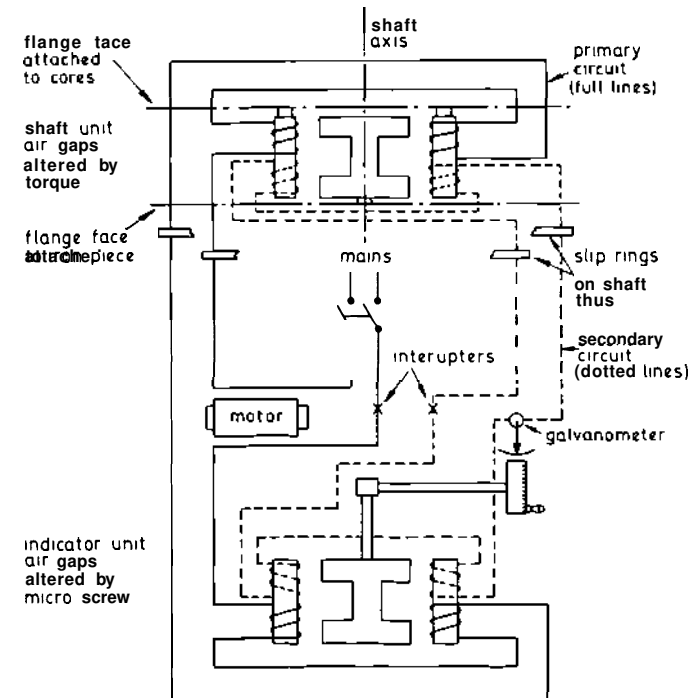 shaft
axis
flange tace
attached
to cores
primary
circuit
(full lines)
shaft unit
air gaps
altered by
torque
flange face
piece
mains
slip rings
on shaft
thus
secondary
circuit
(dotted lines)
interupters
motor
galvanometer
indicator unit
air gaps
altered by
micro screw